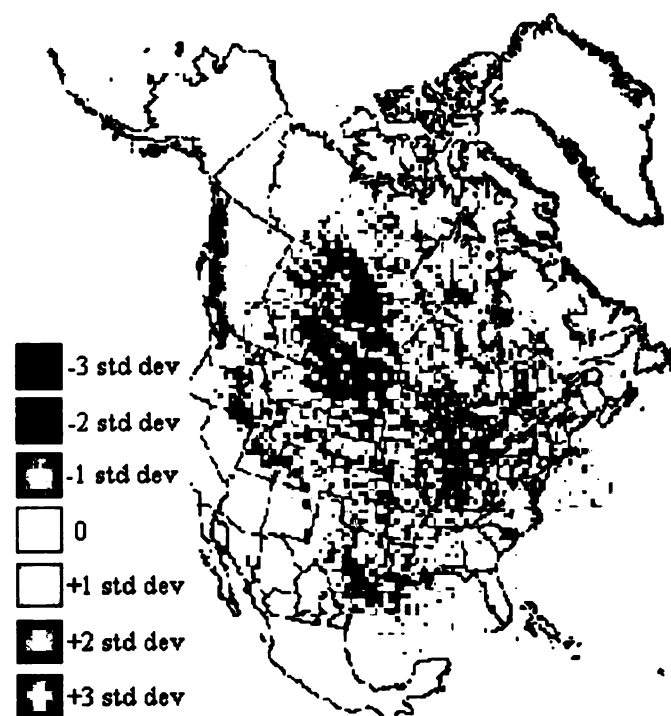 -3 std dev
-2 std dev
-1 std dev
0
+1 std dev
+2 std dev
+3 std dev